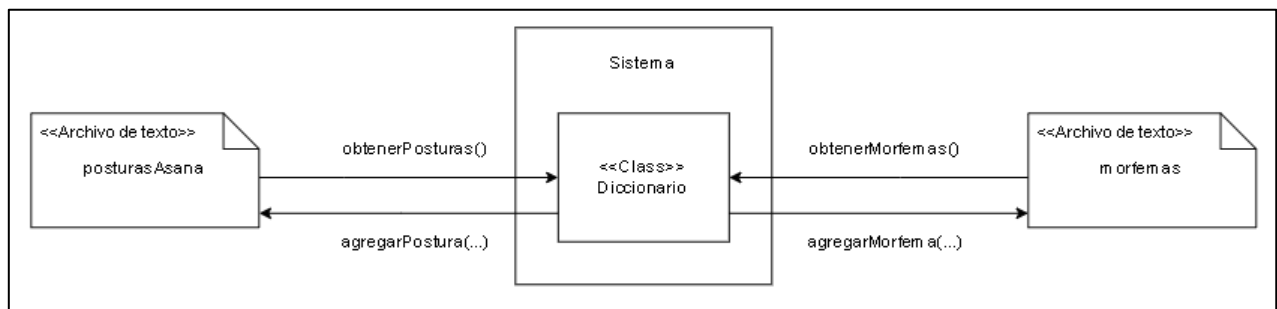 Sistema
<<Archivo de texto>>
posturasAsana
obtenerPosturas()
agregarPostura(...)
<<Class>>
Diccionario
obtenerMorfemas()
agregarMorfema(...)
<<Archivo de texto>>
morfemas